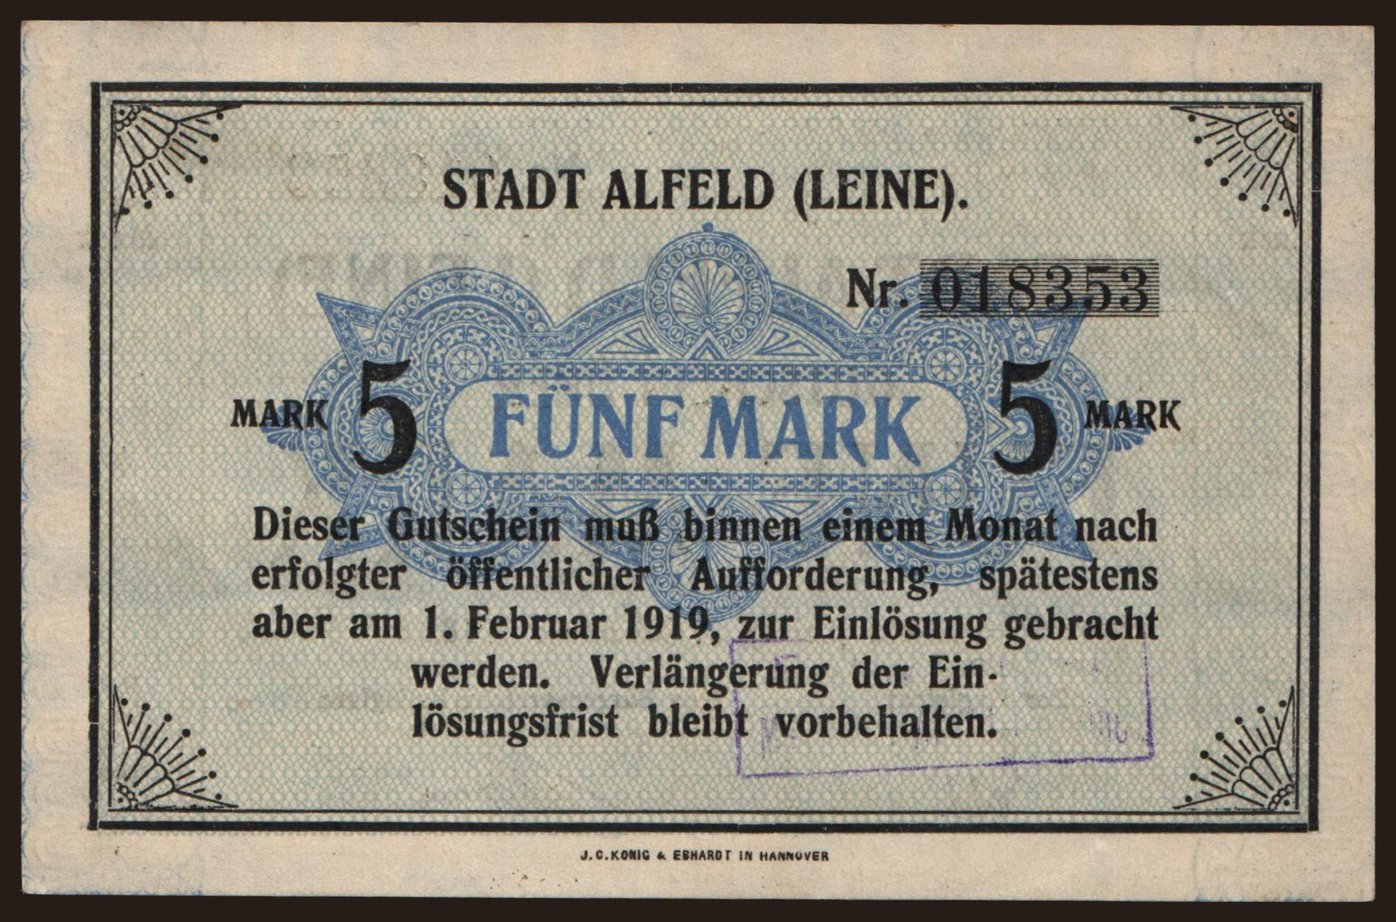 STADT ALFELD (LEINE).
Nr. 018353
MARK 5 FÜNF MARK 5 MARK
Dieser Gutschein muß binnen einem Monat nach
erfolgter öffentlicher Aufforderung, spätestens
aber am 1. Februar 1919, zur Einlösung gebracht
werden. Verlängerung der Ein-
lösungsfrist bleibt vorbehalten.
J.C.KÖNIG & EBHARDT IN HANNOVER